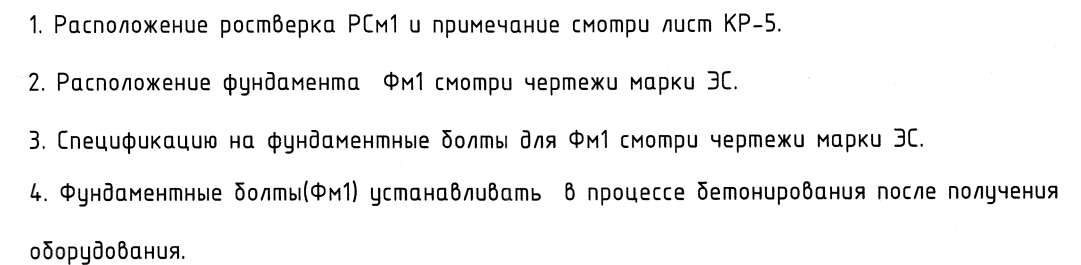 1. Расположение ростверка РСм1 и примечание смотри лист КР-5.
2. Расположение фундамента Фм1 смотри чертежи марки ЭС.
3. Спецификацию на фундаментные болты для Фм1 смотри чертежи марки ЭС.
4. Фундаментные болты(Фм1) устанавливать в процессе бетонирования после получения
оборудования.